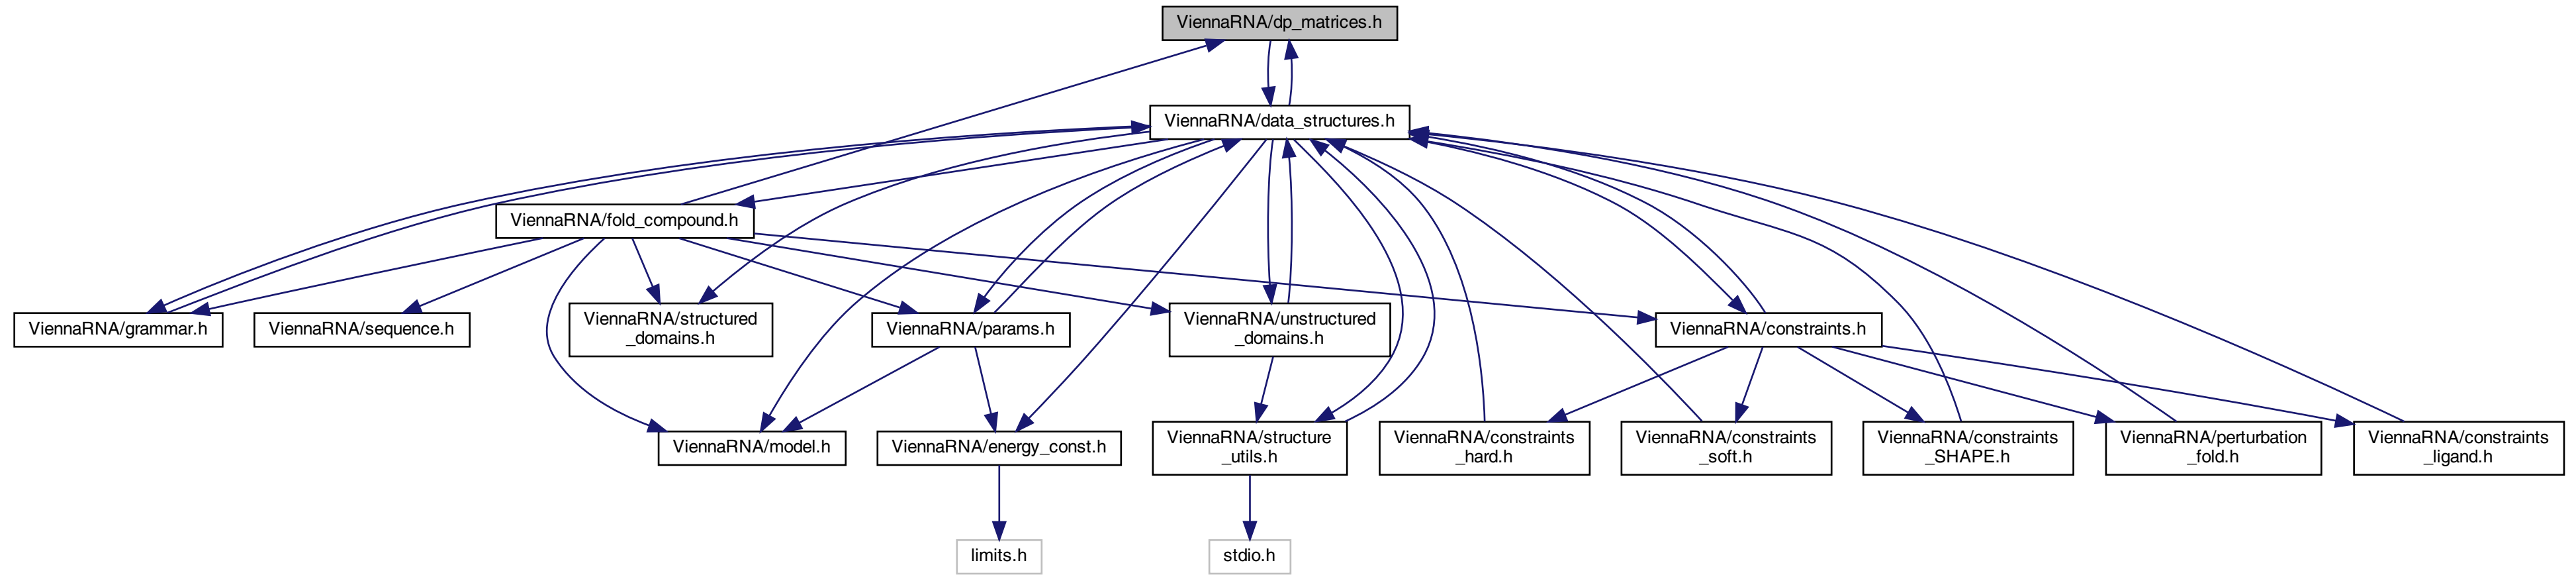 ViennaRNA/dp_matrices.h
ViennaRNA/data_structures.h
ViennaRNA/fold_compound.h
ViennaRNA/grammar.h
ViennaRNA/sequence.h
ViennaRNA/structured
_domains.h
ViennaRNA/params.h
ViennaRNA/unstructured
_domains.h
ViennaRNA/constraints.h
ViennaRNA/model.h
ViennaRNA/energy_const.h
ViennaRNA/structure
_utils.h
ViennaRNA/constraints
_hard.h
ViennaRNA/constraints
_soft.h
ViennaRNA/constraints
_SHAPE.h
ViennaRNA/perturbation
_fold.h
ViennaRNA/constraints
_ligand.h
limits.h
stdio.h